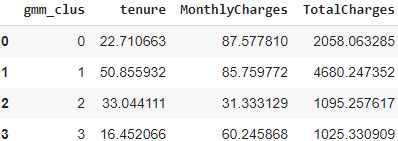 gmm_clus tenure MonthlyCharges TotalCharges
0 0 22.710663 87.577810 2058.063285
1 1 50.855932 85.759772 4680.247352
2 2 33.044111 31.333129 1095.257617
3 3 16.452066 60.245868 1025.330909